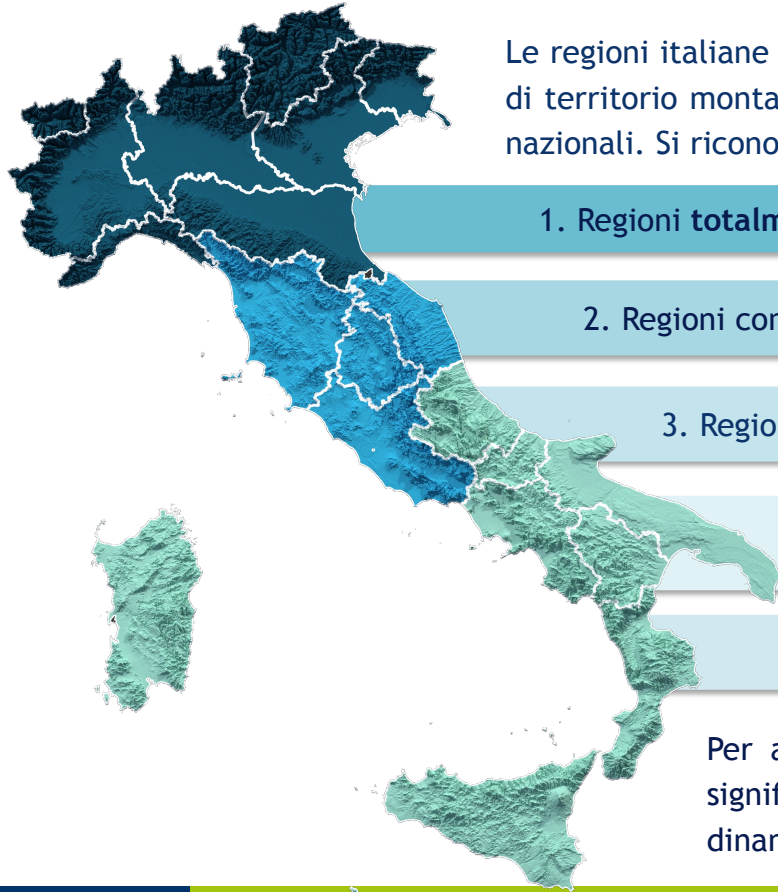 Le regioni italiane
di territorio monta
nazionali. Si ricono
1. Regioni totalm
2. Regioni con
3. Regio
Per a
signif
dinan